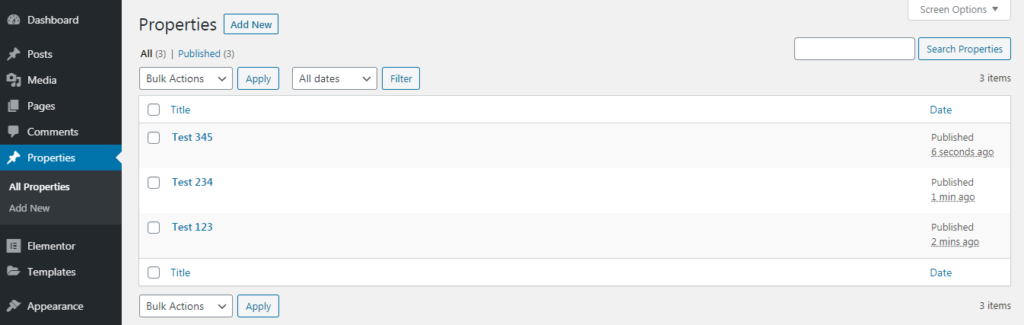 Dashboard
Posts
Media
Pages
Comments
Properties
All Properties
Add New
Elementor
Templates
Appearance
Screen Options
Properties Add New
All (3) | Published (3)
Search Properties
Bulk Actions Apply All dates Filter 3 items
Title Date
Test 345 Published
6 seconds ago
Test 234 Published
1 min ago
Test 123 Published
2 mins ago
Title Date
Bulk Actions Apply 3 items